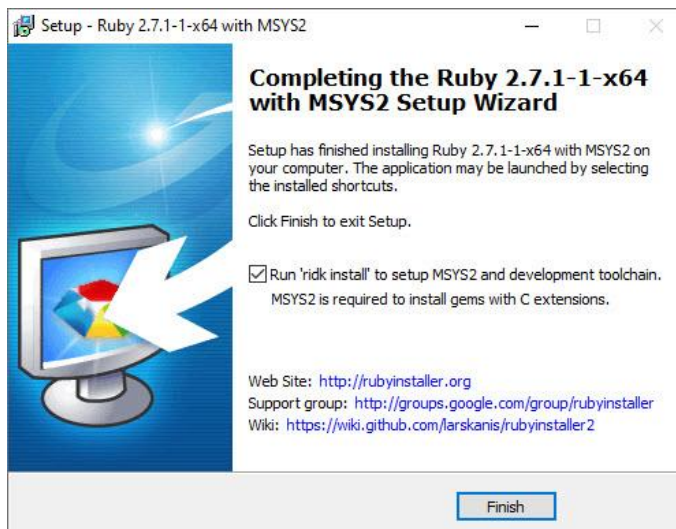 Setup - Ruby 2.7.1-1-x64 with MSYS2
Completing the Ruby 2.7.1-1-x64
with MSYS2 Setup Wizard
Setup has finished installing Ruby 2.7.1-1-x64 with MSYS2 on
your computer. The application may be launched by selecting
the installed shortcuts.
Click Finish to exit Setup.
Run 'ridk install' to setup MSYS2 and development toolchain.
MSYS2 is required to install gems with C extensions.
Web Site: http://rubyinstaller.org
Support group: http://groups.google.com/group/rubyinstaller
Wiki: https://wiki.github.com/larskanis/rubyinstaller2
Finish